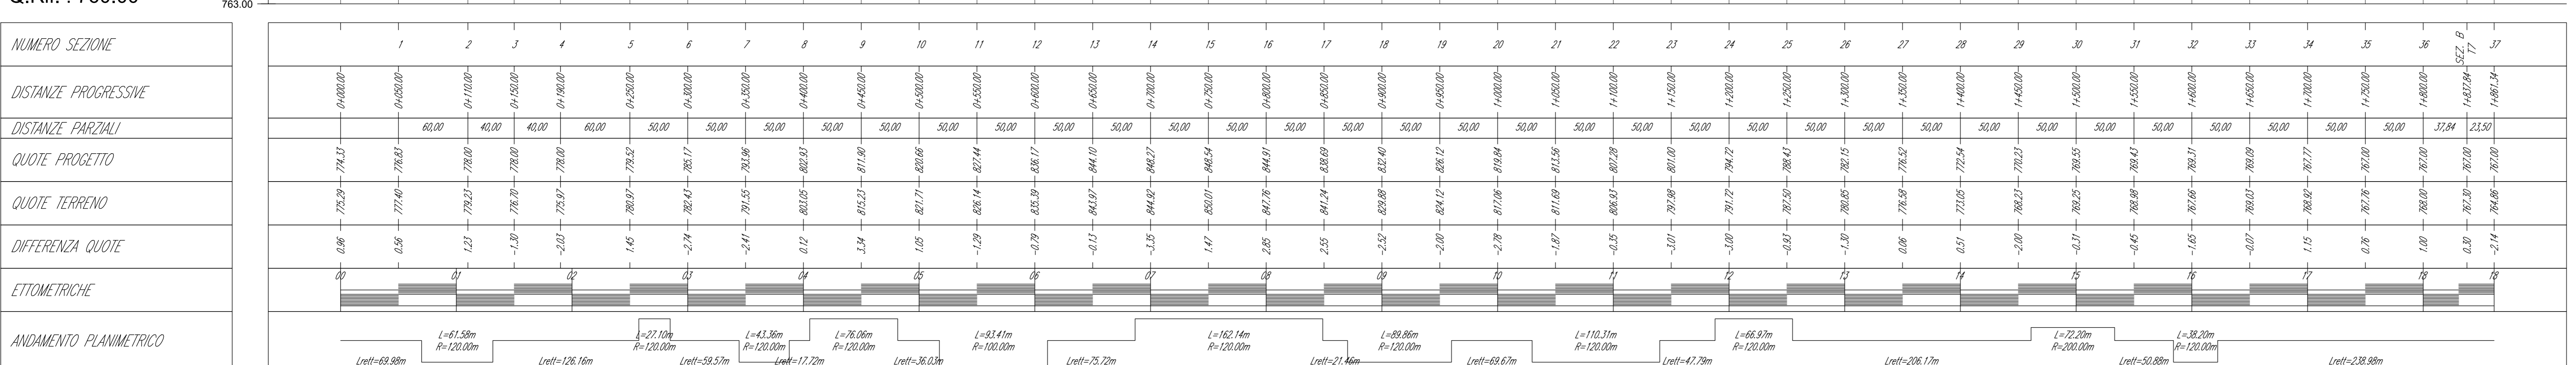 Q.Rif. : 760.00
763.00
NUMERO SEZIONE 1 2 3 4 5 6 7 8 9 10 11 12 13 14 15 16 17 18 19 20 21 22 23 24 25 26 27 28 29 30 31 32 33 34 35 36 SEZ. B T7 37
DISTANZE PROGRESSIVE 0+000.00 0+050.00 0+110.00 0+150.00 0+190.00 0+250.00 0+300.00 0+350.00 0+400.00 0+450.00 0+500.00 0+550.00 0+600.00 0+650.00 0+700.00 0+750.00 0+800.00 0+850.00 0+900.00 0+950.00 1+000.00 1+050.00 1+100.00 1+150.00 1+200.00 1+250.00 1+300.00 1+350.00 1+400.00 1+450.00 1+500.00 1+550.00 1+600.00 1+650.00 1+700.00 1+750.00 1+800.00 1+837.84 1+861.34
DISTANZE PARZIALI 60,00 40,00 40,00 60,00 50,00 50,00 50,00 50,00 50,00 50,00 50,00 50,00 50,00 50,00 50,00 50,00 50,00 50,00 50,00 50,00 50,00 50,00 50,00 50,00 50,00 50,00 50,00 50,00 50,00 50,00 50,00 50,00 50,00 50,00 50,00 37,84 23,50
QUOTE PROGETTO 774.33 776.83 778.00 778.00 778.00 779.52 785.17 793.96 802.93 811.90 820.66 827.44 836.17 844.10 848.27 848.54 844.91 838.69 832.40 826.12 819.84 813.56 807.28 801.00 794.72 788.43 782.15 776.52 772.54 770.23 769.55 769.43 769.31 769.09 767.77 767.00 767.00 767.00 767.00
QUOTE TERRENO 775.29 777.40 779.23 776.70 775.97 780.97 782.43 791.55 803.05 815.23 821.71 826.14 835.39 843.97 844.92 850.01 847.76 841.24 829.88 824.12 817.06 811.69 806.93 797.98 791.72 787.50 780.85 776.58 773.05 768.23 769.25 768.98 767.66 769.03 768.92 767.76 768.00 767.30 764.86
DIFFERENZA QUOTE 0.96 0.56 1.23 -1.30 -2.03 1.45 -2.74 -2.41 0.12 3.34 1.05 -1.29 -0.79 -0.13 -3.35 1.47 2.85 2.55 -2.52 -2.00 -2.78 -1.87 -0.35 -3.01 -3.00 -0.93 -1.30 0.06 0.51 -2.00 -0.31 -0.45 -1.65 -0.07 1.15 0.76 1.00 0.30 -2.14
ETTOMETRICHE 00 01 02 03 04 05 06 07 08 09 10 11 12 13 14 15 16 17 18 18
ANDAMENTO PLANIMETRICO
L=61.58m L=27.10m L=43.36m L=76.06m L=93.41m L=162.14m L=89.86m L=110.31m L=66.97m L=72.20m L=38.20m
R=120.00m R=120.00m R=120.00m R=120.00m R=100.00m R=120.00m R=120.00m R=120.00m R=120.00m R=200.00m R=120.00m
Lrett=69.98m Lrett=126.16m Lrett=59.57m Lrett=17.72m Lrett=36.03m Lrett=75.72m Lrett=21.46m Lrett=69.67m Lrett=47.79m Lrett=206.17m Lrett=50.88m Lrett=238.98m